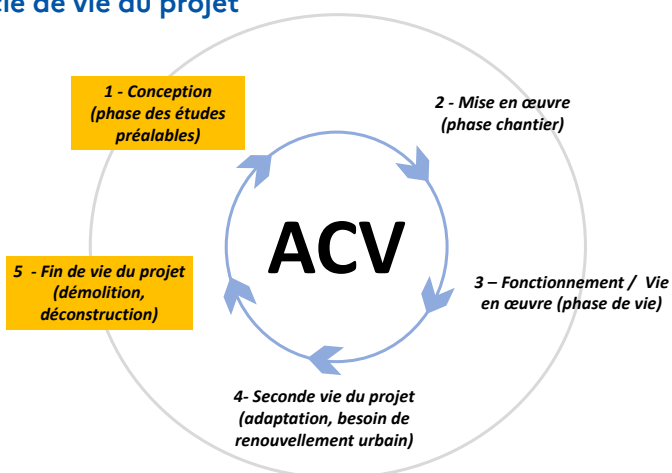 cle de vie du projet
1 - Conception
(phase des études
préalables)
2 - Mise en œuvre
(phase chantier)
ACV
5 - Fin de vie du projet
(démolition,
déconstruction)
3 – Fonctionnement / Vie
en œuvre (phase de vie)
4- Seconde vie du projet
(adaptation, besoin de
renouvellement urbain)